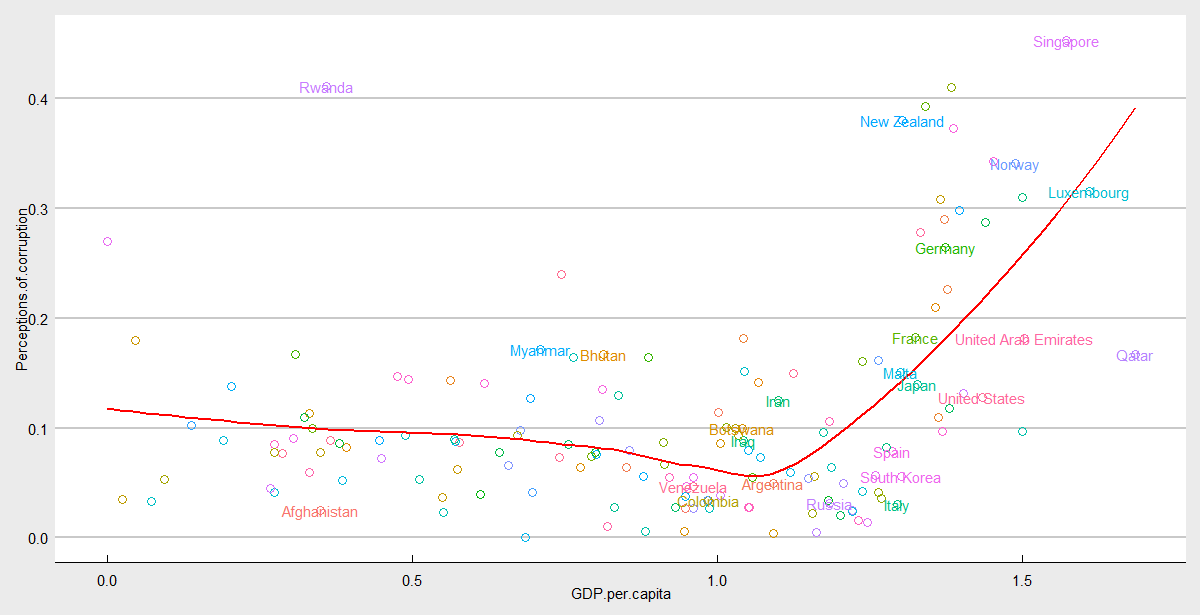 Singapore
Rwanda
0.4
New Zealand
Norway
Luxembourg
0.3
Germany
Perceptions.of.corruption
0.2
France
United Arab Emirates
Myanmar
Bhutan
Qatar
Malta
Japan
Iran
United States
0.1
Botswana
Iraq
Spain
South Korea
Venezuela
Argentina
Colombia
Russia
Italy
Afghanistan
0.0
0.0 0.5 1.0 1.5
GDP.per.capita